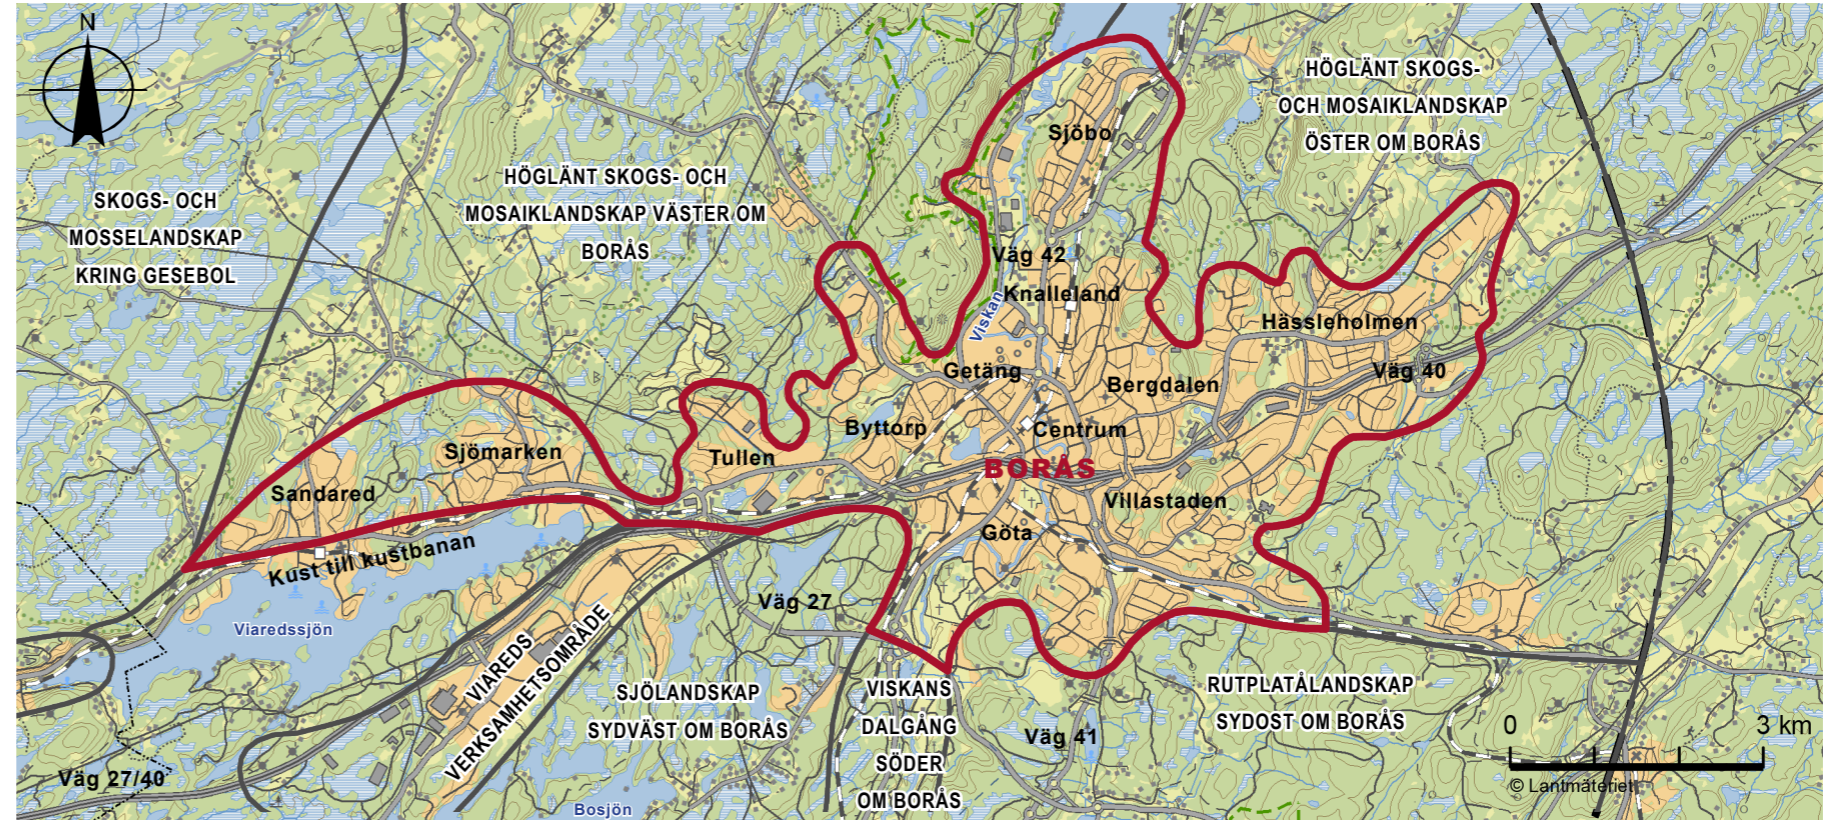 N
SKOGS- OCH
MOSSELANDSKAP
KRING GESEBOL
HÖGLÄNT SKOGS- OCH
MOSAIKLANDSKAP VÄSTER OM
BORÅS
HÖGLÄNT SKOGS-
OCH MOSAIKLANDSKAP
ÖSTER OM BORÅS
Sjöbo
Väg 42
Knalleland
Viskan
Hässleholmen
Getäng
Bergdalen
Väg 40
Byttorp
Centrum
Sjömarken
Tullen
BORÅS
Sandared
Villastaden
Göta
Kust till kustbanan
Väg 27
Viaredssjön
VIAREDS
VERKSAMHETSOMRÅDE
SJÖLANDSKAP
SYDVÄST OM BORÅS
VISKANS
DALGÅNG
SÖDER
OM BORÅS
RUTPLATÅLANDSKAP
SYDOST OM BORÅS
Väg 41
Väg 27/40
Bosjön
0 3 km
© Lantmäteriet